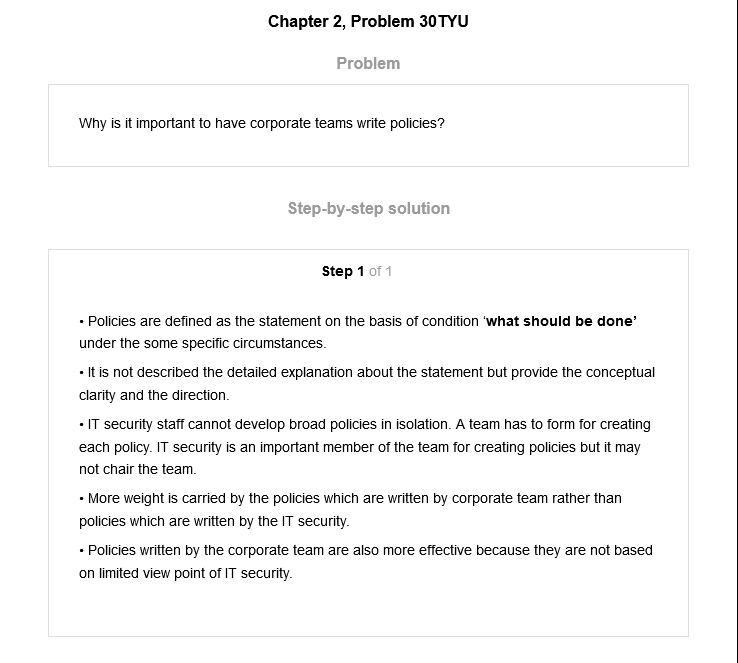 Chapter 2, Problem 30TYU
Problem
Why is it important to have corporate teams write policies?
Step-by-step solution
Step 1 of 1
• Policies are defined as the statement on the basis of condition ‘what should be done’
under the some specific circumstances.
• It is not described the detailed explanation about the statement but provide the conceptual
clarity and the direction.
• IT security staff cannot develop broad policies in isolation. A team has to form for creating
each policy. IT security is an important member of the team for creating policies but it may
not chair the team.
• More weight is carried by the policies which are written by corporate team rather than
policies which are written by the IT security.
• Policies written by the corporate team are also more effective because they are not based
on limited view point of IT security.